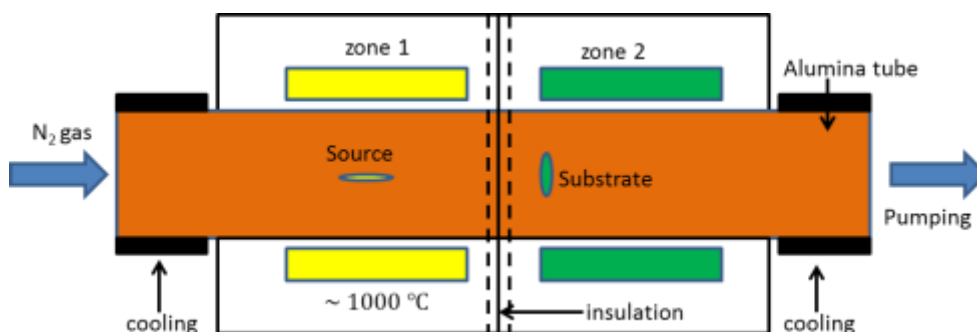 zone 1
zone 2
Alumina tube
N₂ gas
Source
Substrate
Pumping
~ 1000 ℃
insulation
cooling
cooling